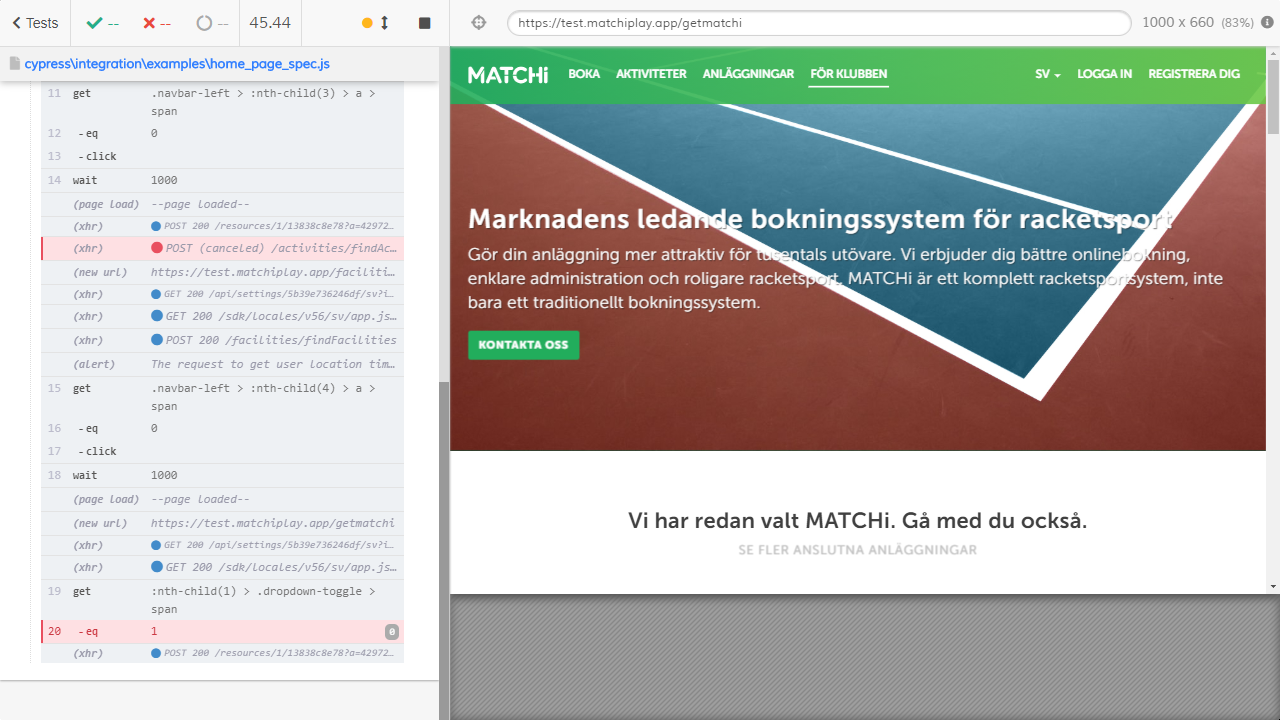 Tests
--
--
--
45.44
https://test.matchiplay.app/getmatchi
1000 x 660 (83%)
cypress\integration\examples\home_page_spec.js
11 get .navbar-left > :nth-child(3) > a >
span
12 - eq 0
13 - click
14 wait 1000
(page load) --page loaded--
(xhr) POST 200 /resources/1/13838c8e78?a=42972…
(xhr) POST (canceled) /activities/findAc…
(new url) https://test.matchiplay.app/faciliti…
(xhr) GET 200 /api/settings/5b39e736246df/sv?i…
(xhr) GET 200 /sdk/locales/v56/sv/app.js…
(xhr) POST 200 /facilities/findFacilities
(alert) The request to get user location tim…
15 get .navbar-left > :nth-child(4) > a >
span
16 - eq 0
17 - click
18 wait 1000
(page load) --page loaded--
(new url) https://test.matchiplay.app/getmatchi
(xhr) GET 200 /api/settings/5b39e736246df/sv?i…
(xhr) GET 200 /sdk/locales/v56/sv/app.js…
19 get :nth-child(1) > .dropdown-toggle >
span
20 - eq 1 0
(xhr) POST 200 /resources/1/13838c8e78?a=42972…
MATCHi BOKA AKTIVITETER ANLÄGGNINGAR FÖR KLUBBEN SV LOGGA IN REGISTRERA DIG
Marknadens ledande bokningssystem för racketsport
Gör din anläggning mer attraktiv för tusentals utövare. Vi erbjuder dig bättre onlinebokning,
enklare administration och roligare racketsport. MATCHi är ett komplett racketsportsystem, inte
bara ett traditionellt bokningssystem.
KONTAKTA OSS
Vi har redan valt MATCHi. Gå med du också.
SE FLER ANSLUTNA ANLÄGGNINGAR